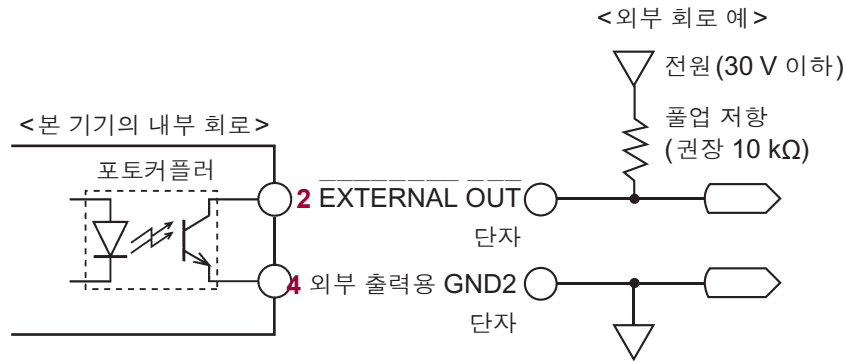 <외부 회로 예>
전원(30 V 이하)
<본 기기의 내부 회로>
풀업 저항
(권장 10 kΩ)
포토커플러
2 EXTERNAL OUT
단자
4 외부 출력용 GND2
단자